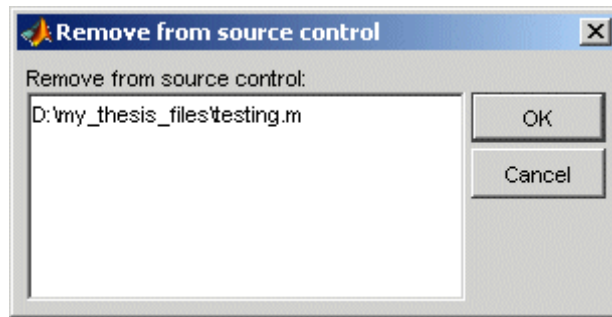 Remove from source control
Remove from source control:
D:\my_thesis_files\testing.m
OK
Cancel